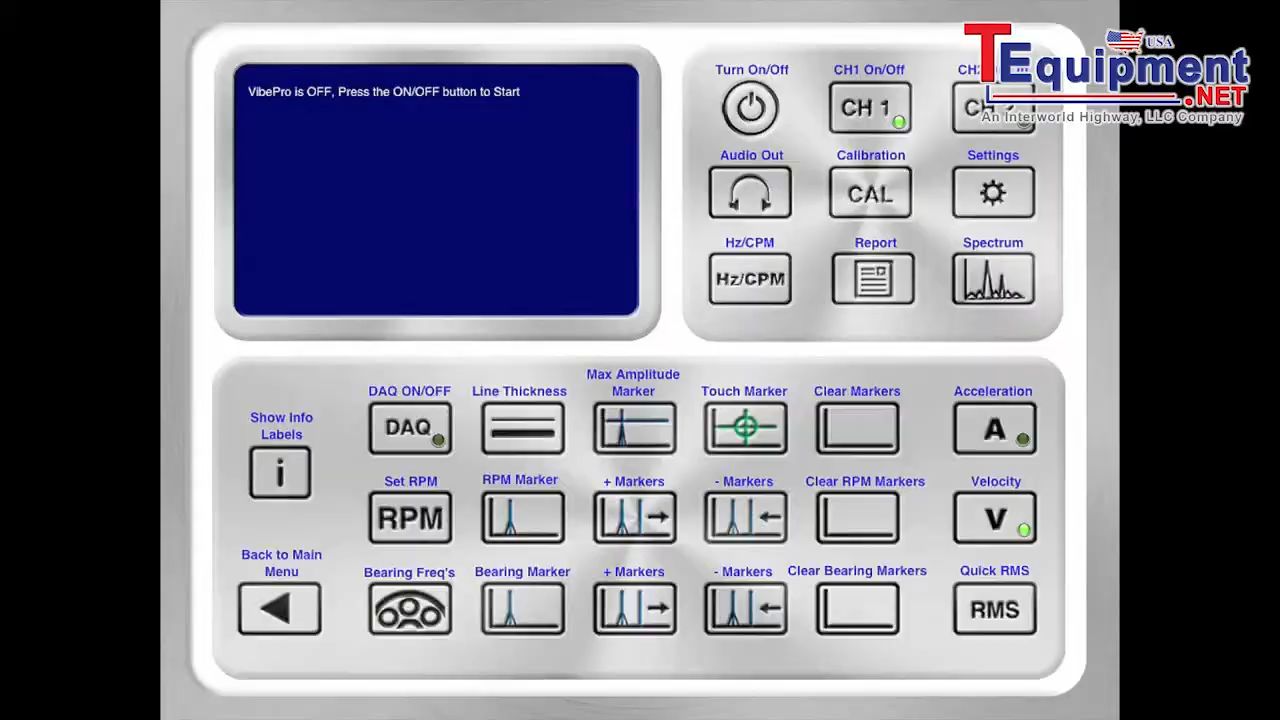 VibePro is OFF, Press the ON/OFF button to Start
Turn On/Off
CH1 On/Off
CH 1
Audio Out
Calibration
CAL
Settings
Hz/CPM
Hz/CPM
Report
Spectrum
TEquipment
USA
.NET
An Interworld Highway, LLC Company
Show Info
Labels
i
Back to Main
Menu
DAQ ON/OFF
DAQ
Line Thickness
Max Amplitude
Marker
Touch Marker
Clear Markers
Acceleration
A
Set RPM
RPM
RPM Marker
+ Markers
- Markers
Clear RPM Markers
Velocity
V
Bearing Freq's
Bearing Marker
+ Markers
- Markers
Clear Bearing Markers
Quick RMS
RMS